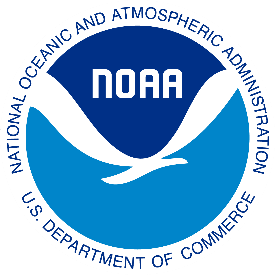 NATIONAL OCEANIC AND ATMOSPHERIC ADMINISTRATION
NOAA
U.S. DEPARTMENT OF COMMERCE